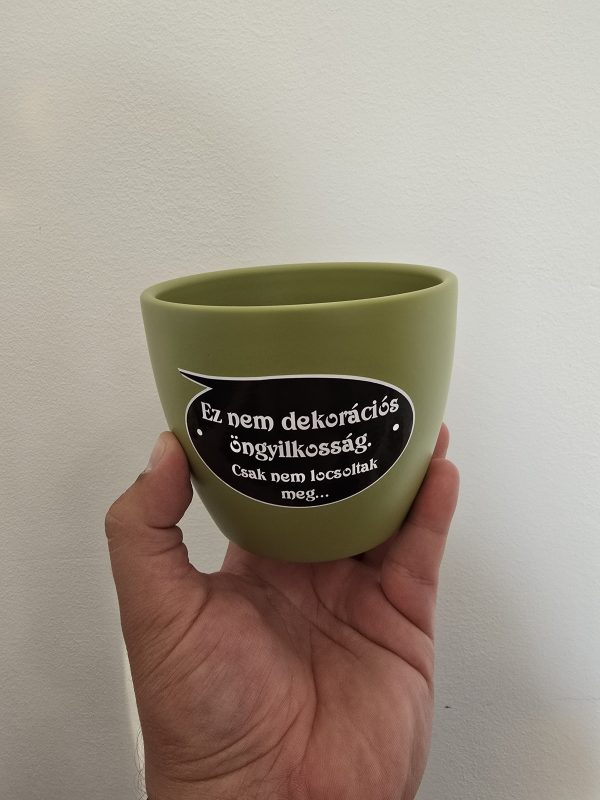 Ez nem dekorációs
öngyilkosság.
Csak nem locsoltak
meg...